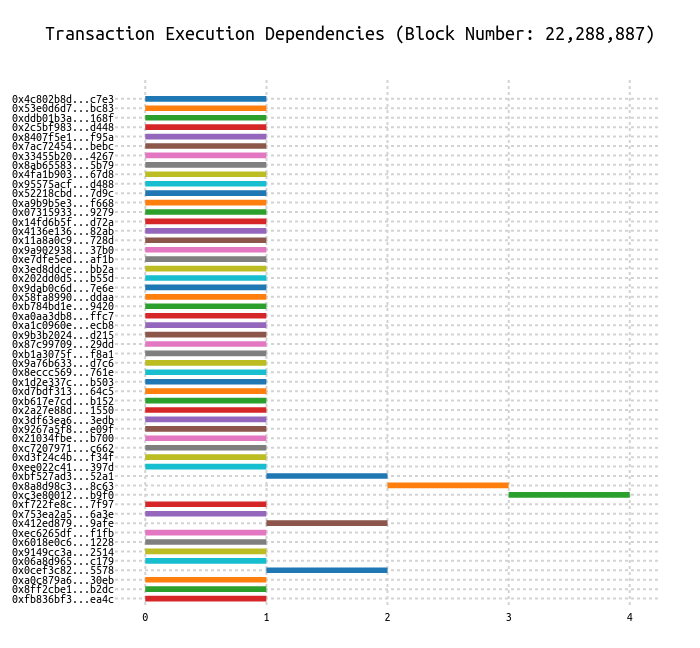 Transaction Execution Dependencies (Block Number: 22,288,887)
0x4c802b8d...c7e3
0x53e0d6d7...bc83
0xddb01b3a...168f
0x2c5bf983...d448
0x8407f5e1...f95a
0x7ac72454...bebc
0x33455b20...4267
0x8ab65583...5b79
0x4fa1b903...67d8
0x95575acf...d488
0x52218cbd...7d9c
0xa9b9b5e3...f668
0x07315933...9279
0x14fd6b5f...d72a
0x4136e136...82ab
0x11a8a0c9...728d
0x9a902938...37b0
0xe7dfe5ed...af1b
0x3ed8ddce...bb2a
0x202dd0d5...b55d
0x9dab0c6d...7e6e
0x58fa8990...ddaa
0xb784bd1e...9420
0xa0aa3db8...ffc7
0xa1c0960e...ecb8
0x9b3b2024...d215
0x87c99709...29dd
0xb1a3075f...f8a1
0x9a76b633...d7c6
0x8eccc569...761e
0x1d2e337c...b503
0xd7bdf313...64c5
0xb617e7cd...b152
0x2a27e88d...1550
0x3df63ea6...3edb
0x9267a5f8...e09f
0x21034fbe...b700
0xc7207971...c662
0xd3f24c4b...f34f
0xee022c41...397d
0xbf527ad3...52a1
0x8a8d98c3...8c63
0xc3e80012...b9f0
0xf722fe8c...7f97
0x753ea2a5...6a3e
0x412ed879...9afe
0xec6265df...f1fb
0x6018e0c6...1228
0x9149cc3a...2514
0x06a8d965...c179
0x0cef3c82...5578
0xa0c879a6...30eb
0x8ff2cbe1...b2dc
0xfb836bf3...ea4c
0 1 2 3 4